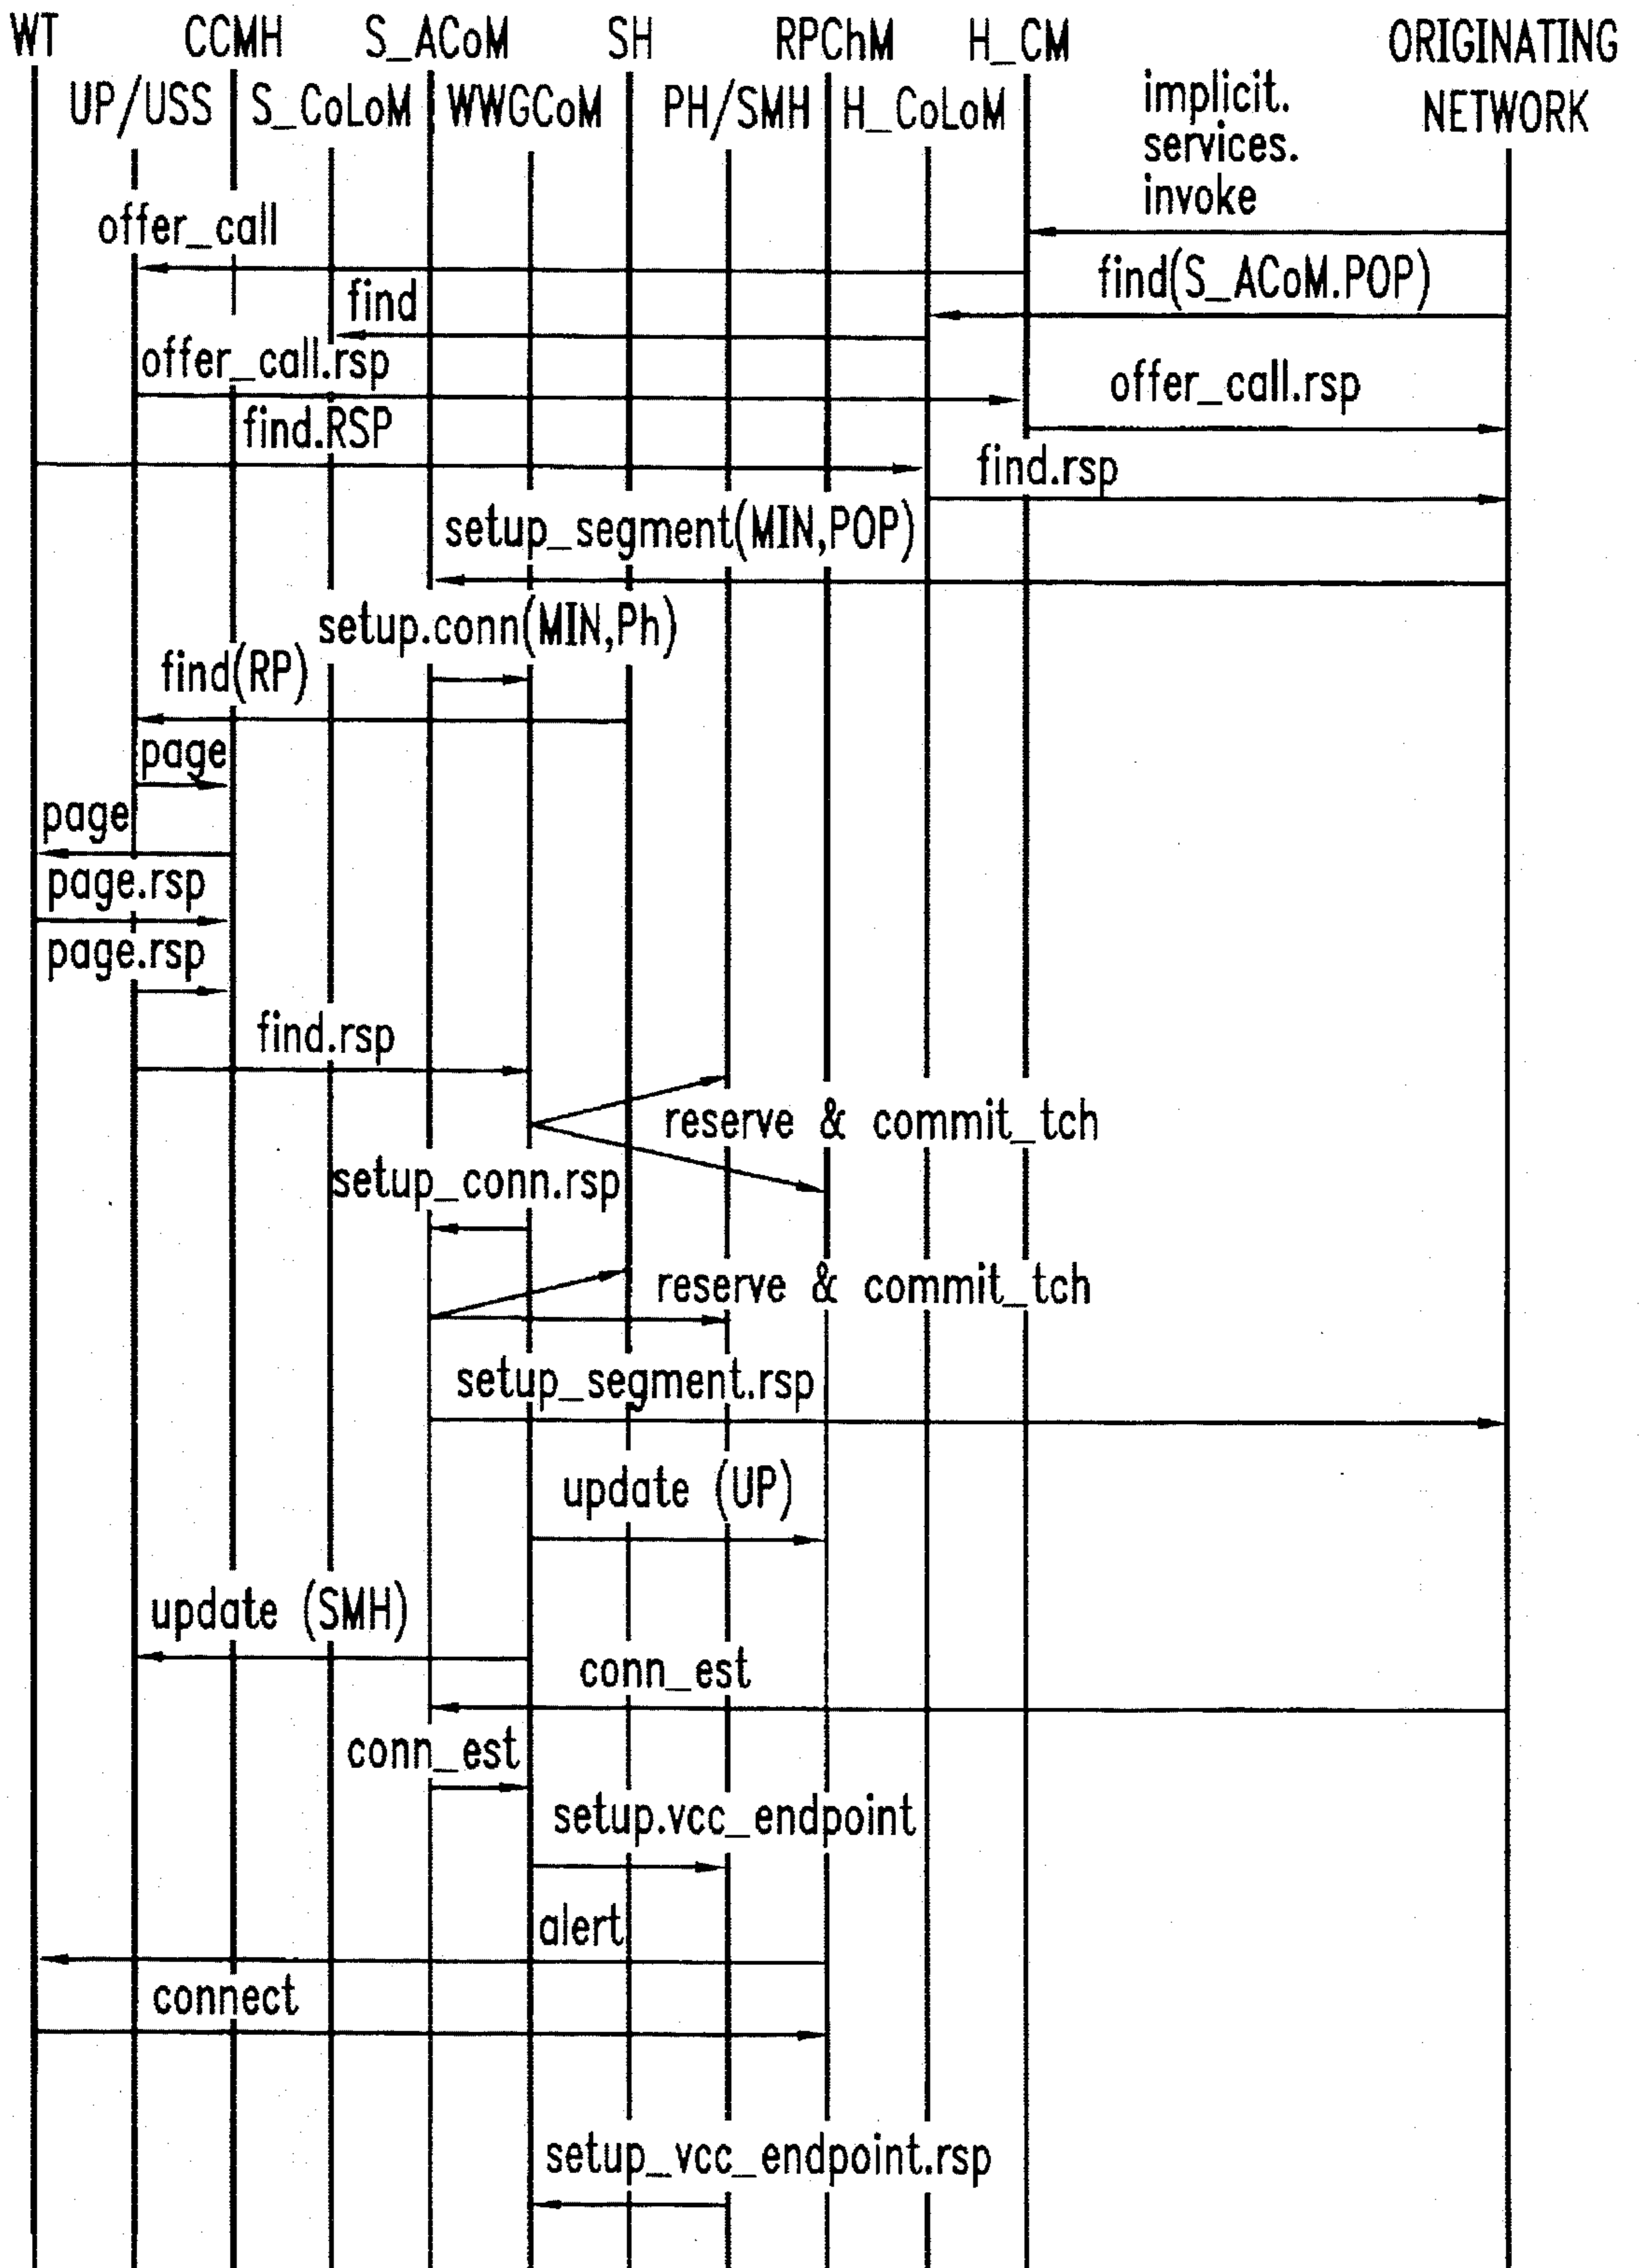 WT
CCMH
S_ACoM
SH
RPChM
H_CM
ORIGINATING
NETWORK
UP/USS
S_CoLoM
WWGCoM
PH/SMH
H_CoLoM
implicit.
services.
invoke
offer_call
find(S_ACoM.POP)
find
offer_call.rsp
offer_call.rsp
find.RSP
find.rsp
setup_segment(MIN,POP)
setup.conn(MIN,Ph)
find(RP)
page
page
page.rsp
page.rsp
find.rsp
reserve & commit_tch
setup_conn.rsp
reserve & commit_tch
setup_segment.rsp
update (UP)
update (SMH)
conn_est
conn_est
setup.vcc_endpoint
alert
connect
setup_vcc_endpoint.rsp